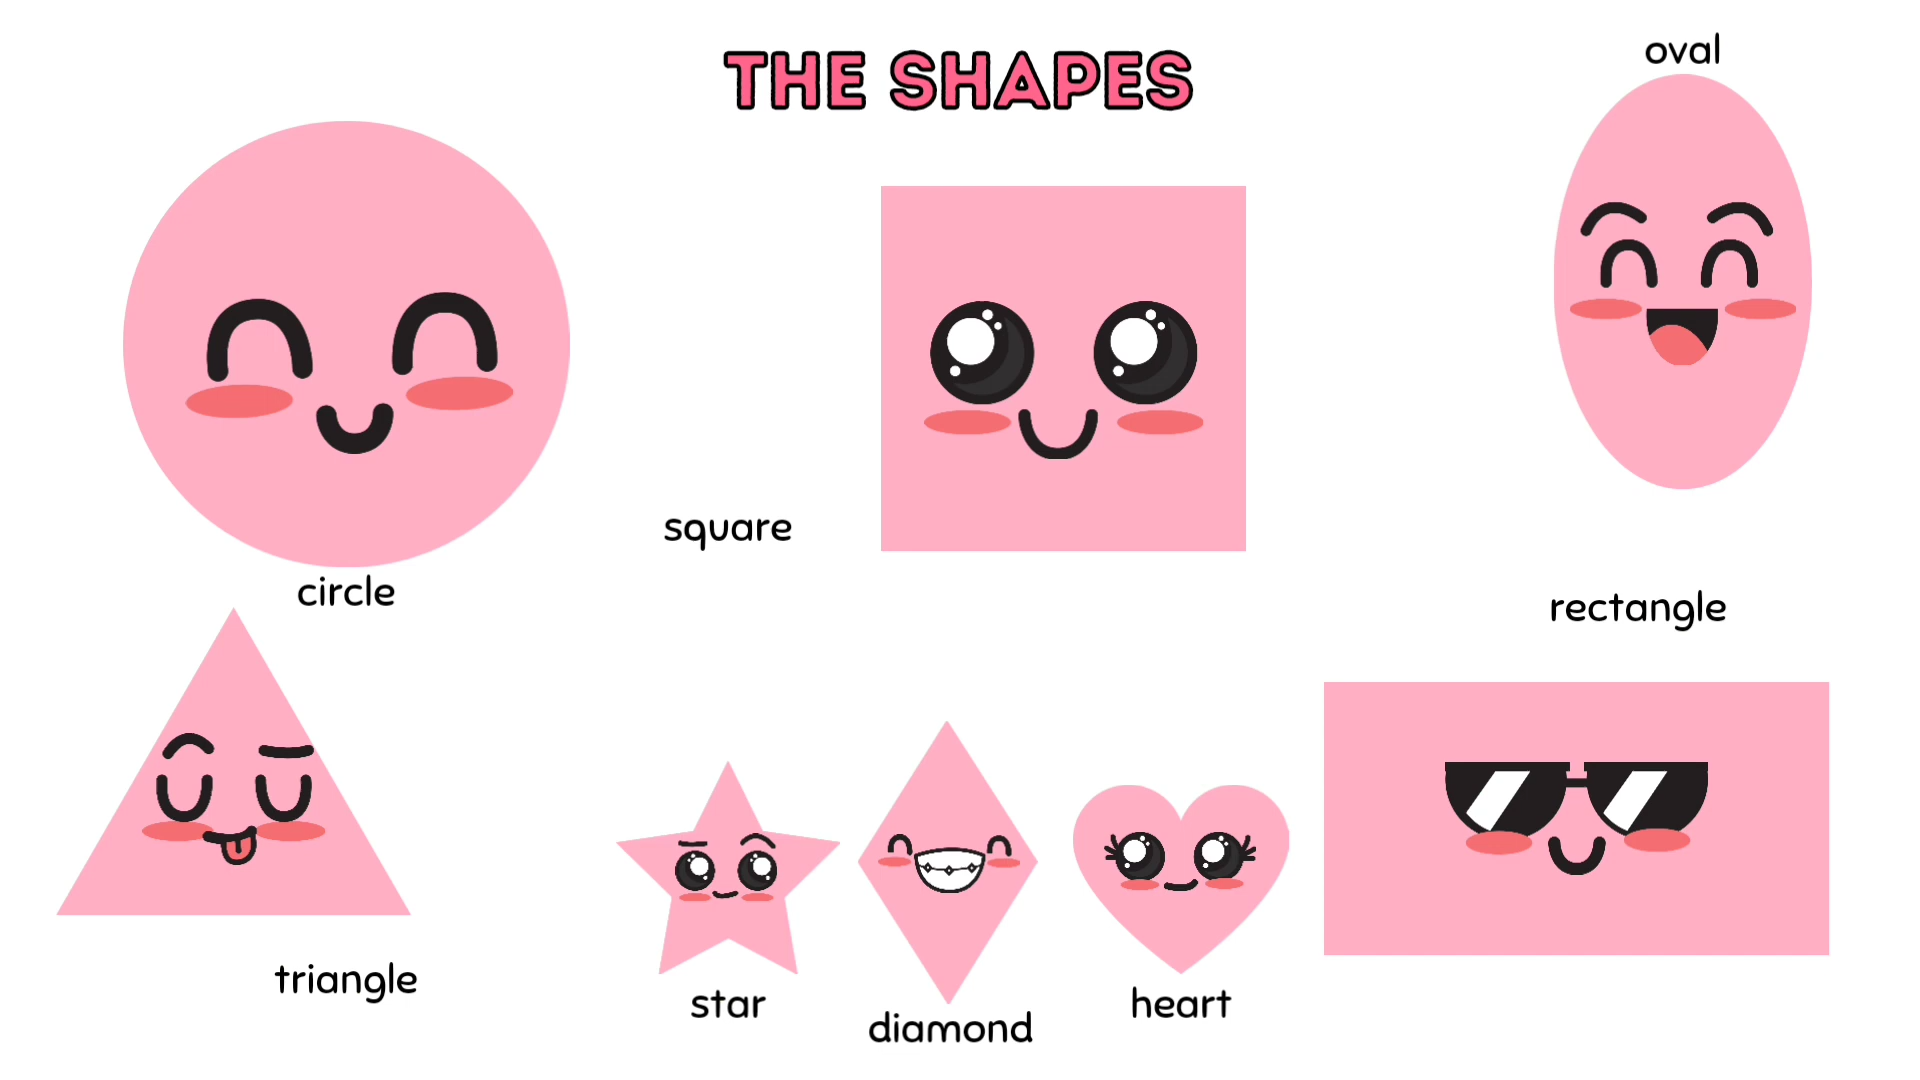 THE SHAPES
oval
square
circle
rectangle
triangle
star
diamond
heart